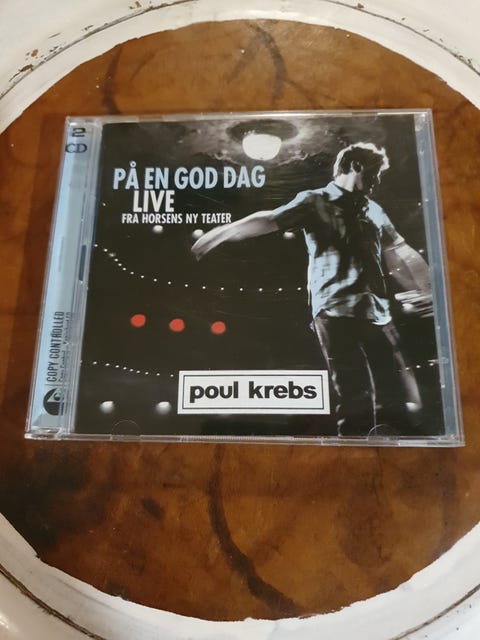 2
CD
PÅ EN GOD DAG
LIVE
FRA HORSENS NY TEATER
poul krebs
COPY CONTROLLED